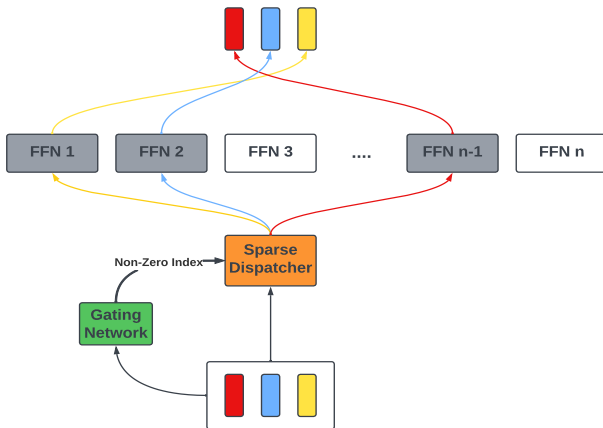 FFN 1
FFN 2
FFN 3
....
FFN n-1
FFN n
Sparse
Dispatcher
Non-Zero Index
Gating
Network